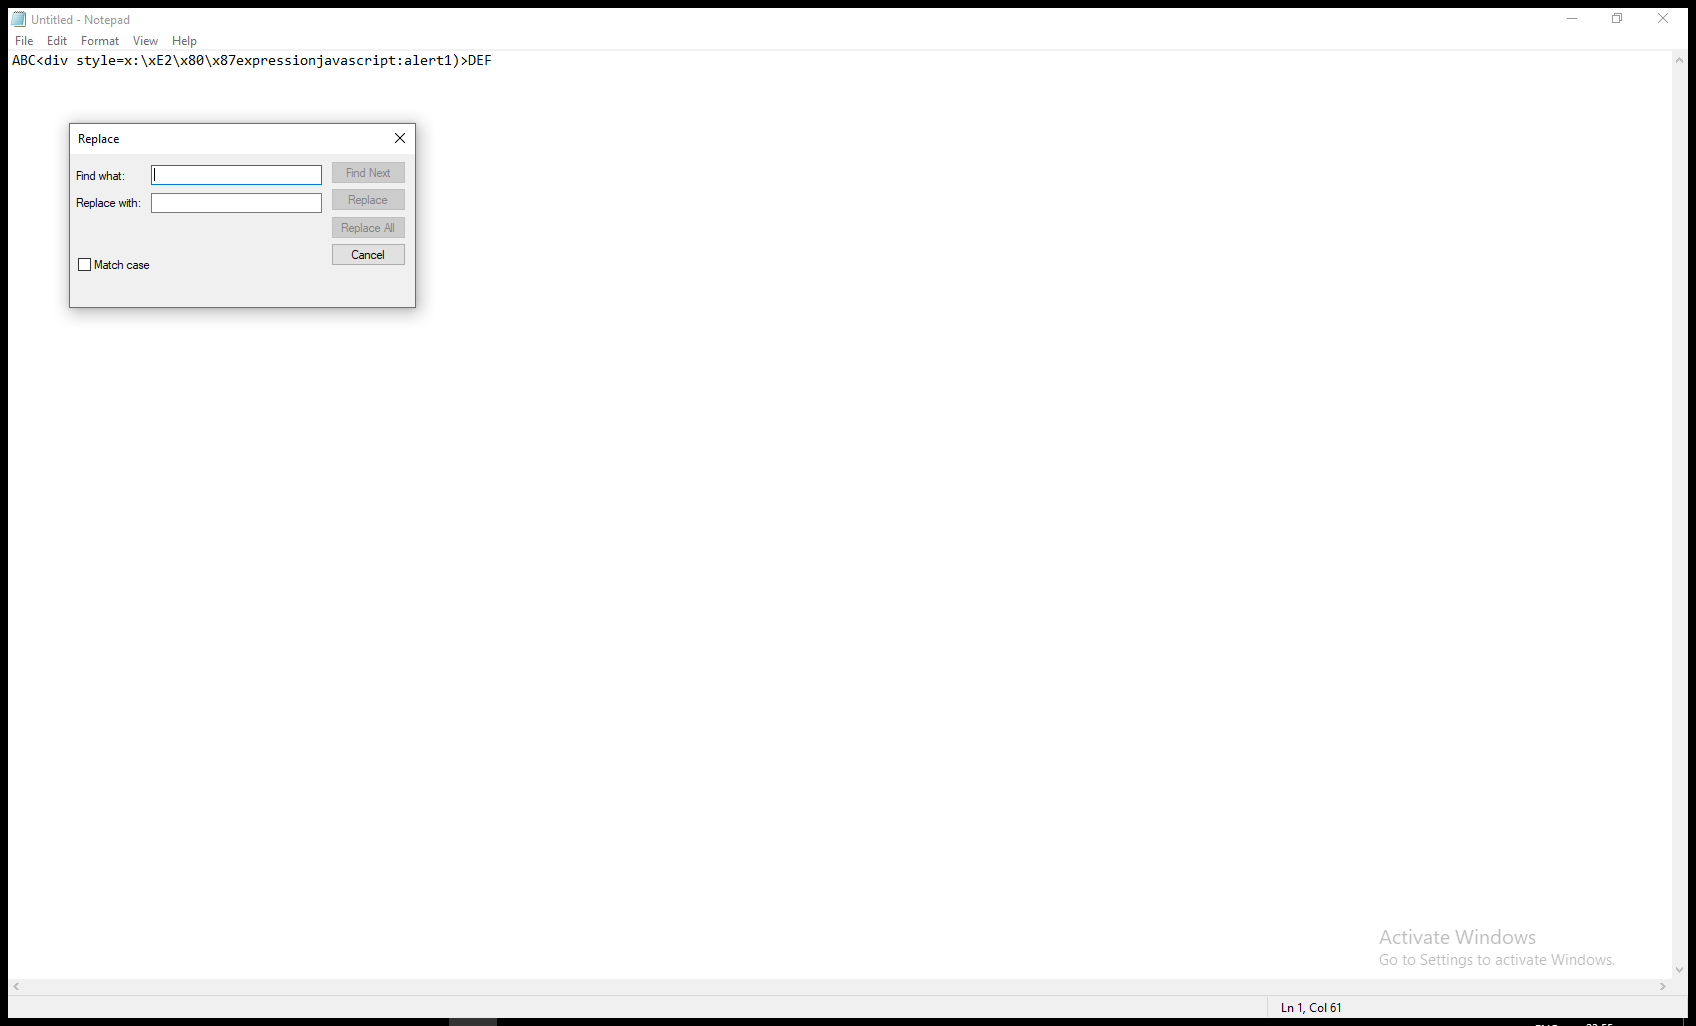 Untitled - Notepad
File Edit Format View Help
ABC<div style=x:\xE2\x80\x87expressionjavascript:alert1)>DEF
Replace
Find what:
Find Next
Replace with:
Replace
Replace All
Cancel
Match case
Activate Windows
Go to Settings to activate Windows.
Ln 1, Col 61